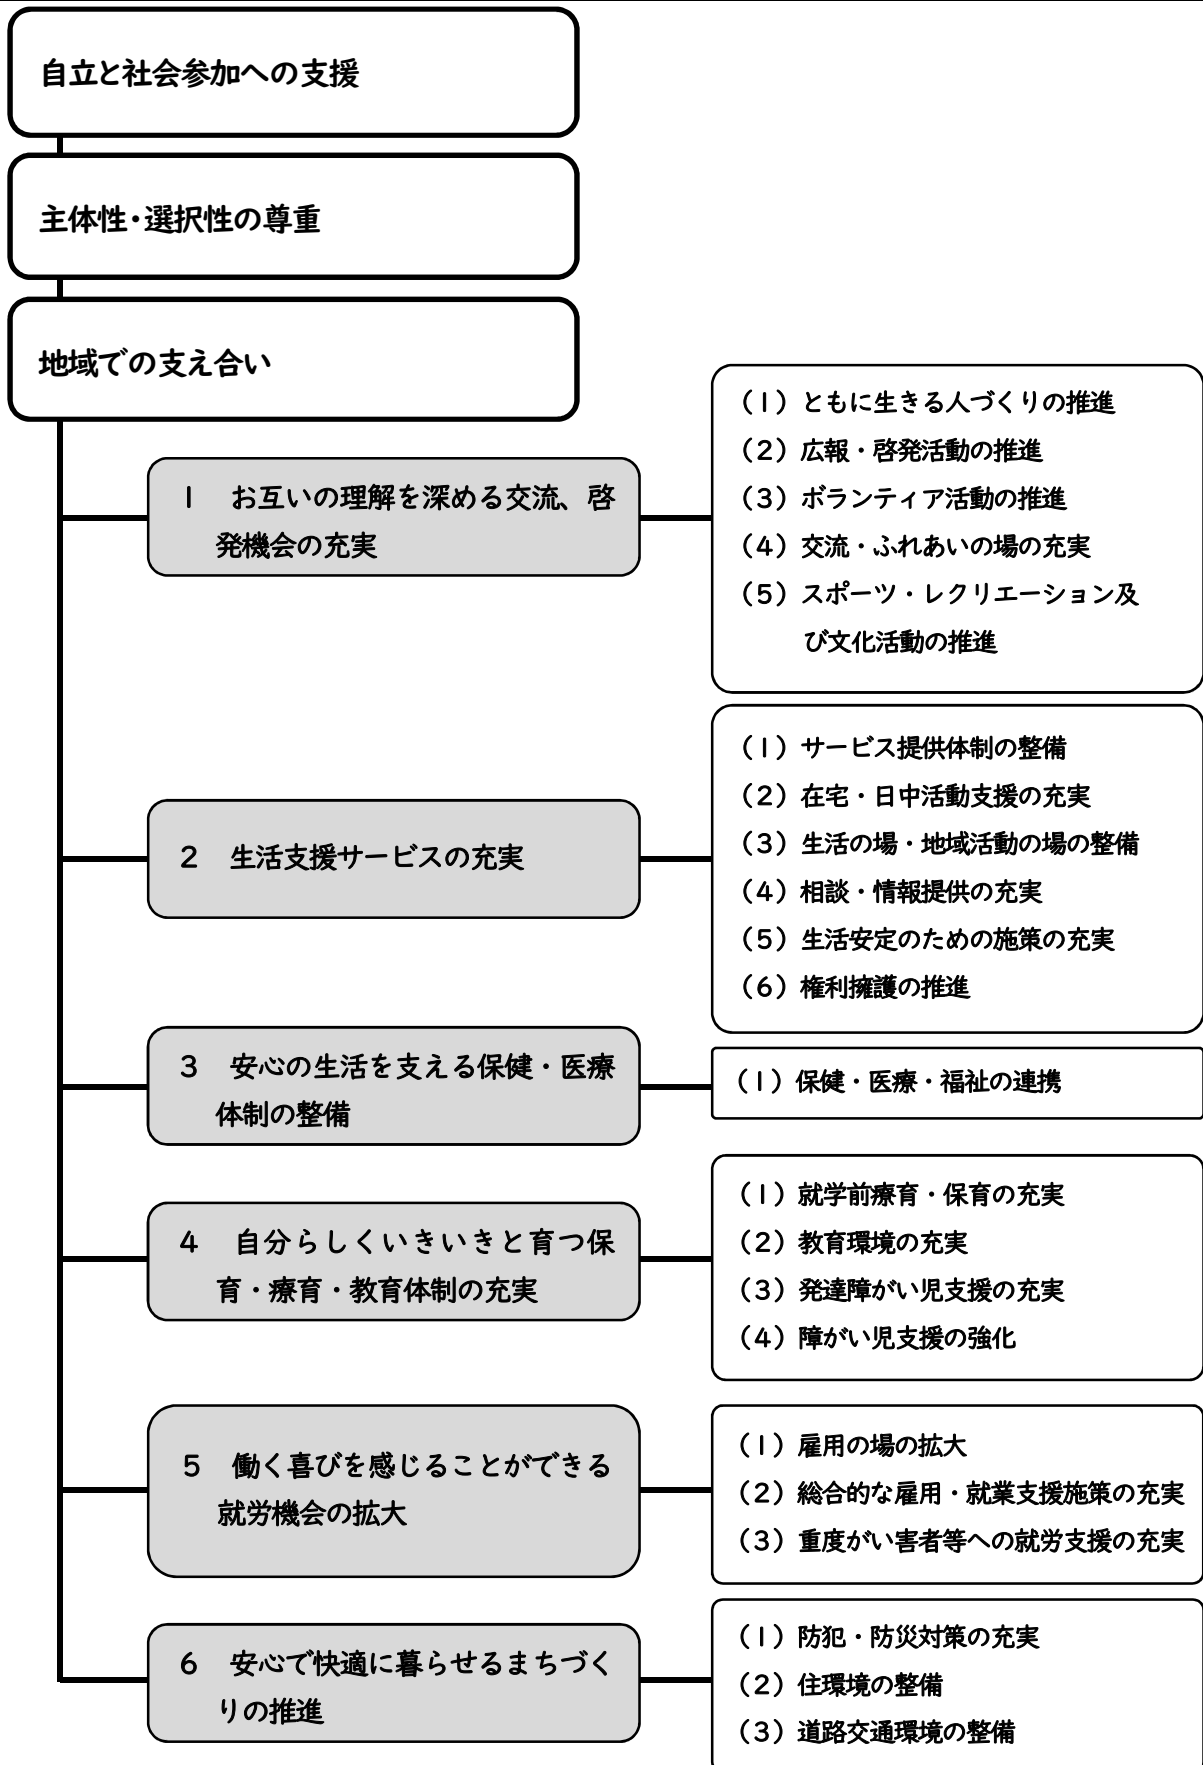 自立と社会参加への支援
主体性・選択性の尊重
地域での支え合い
1　お互いの理解を深める交流、啓
発機会の充実
（1）ともに生きる人づくりの推進
（2）広報・啓発活動の推進
（3）ボランティア活動の推進
（4）交流・ふれあいの場の充実
（5）スポーツ・レクリエーション及
び文化活動の推進
2　生活支援サービスの充実
（1）サービス提供体制の整備
（2）在宅・日中活動支援の充実
（3）生活の場・地域活動の場の整備
（4）相談・情報提供の充実
（5）生活安定のための施策の充実
（6）権利擁護の推進
3　安心の生活を支える保健・医療
体制の整備
（1）保健・医療・福祉の連携
4　自分らしくいきいきと育つ保
育・療育・教育体制の充実
（1）就学前療育・保育の充実
（2）教育環境の充実
（3）発達障がい児支援の充実
（4）障がい児支援の強化
5　働く喜びを感じることができる
就労機会の拡大
（1）雇用の場の拡大
（2）総合的な雇用・就業支援施策の充実
（3）重度がい害者等への就労支援の充実
6　安心で快適に暮らせるまちづく
りの推進
（1）防犯・防災対策の充実
（2）住環境の整備
（3）道路交通環境の整備